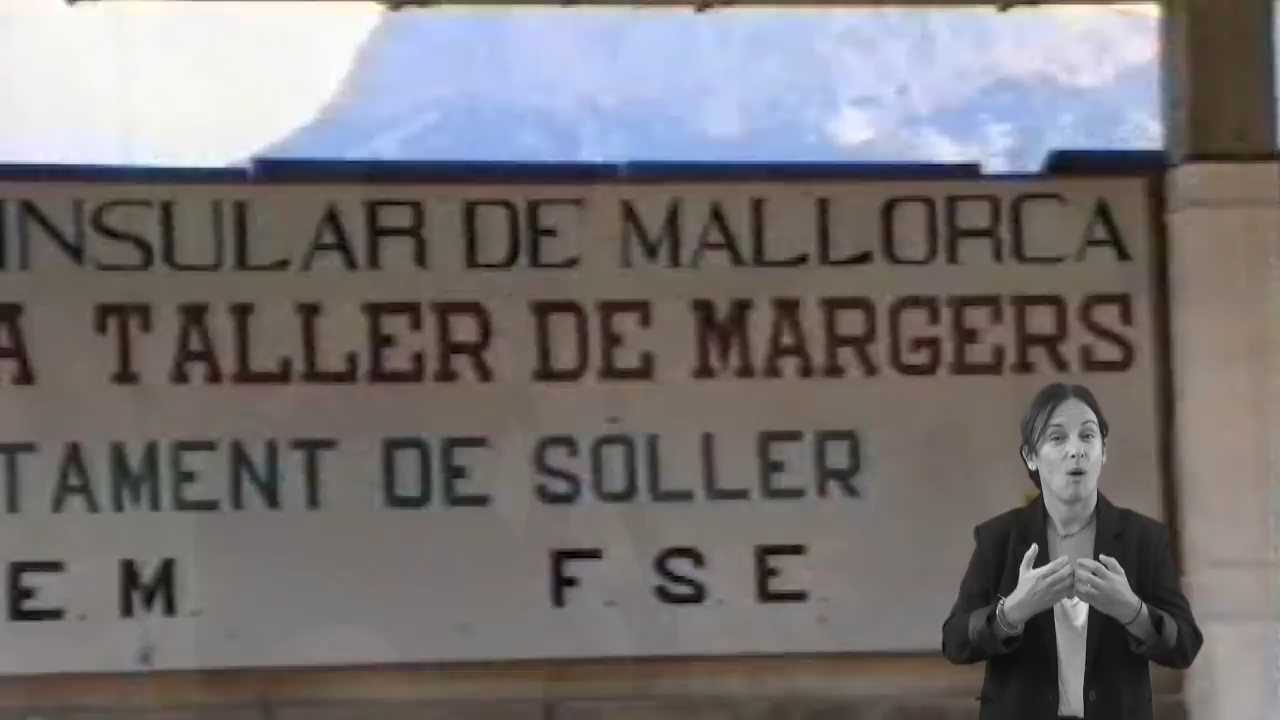 INSULAR DE MALLORCA
A TALLER DE MARGERS
TAMENT DE SÓLLER
E. M. F. S. E.